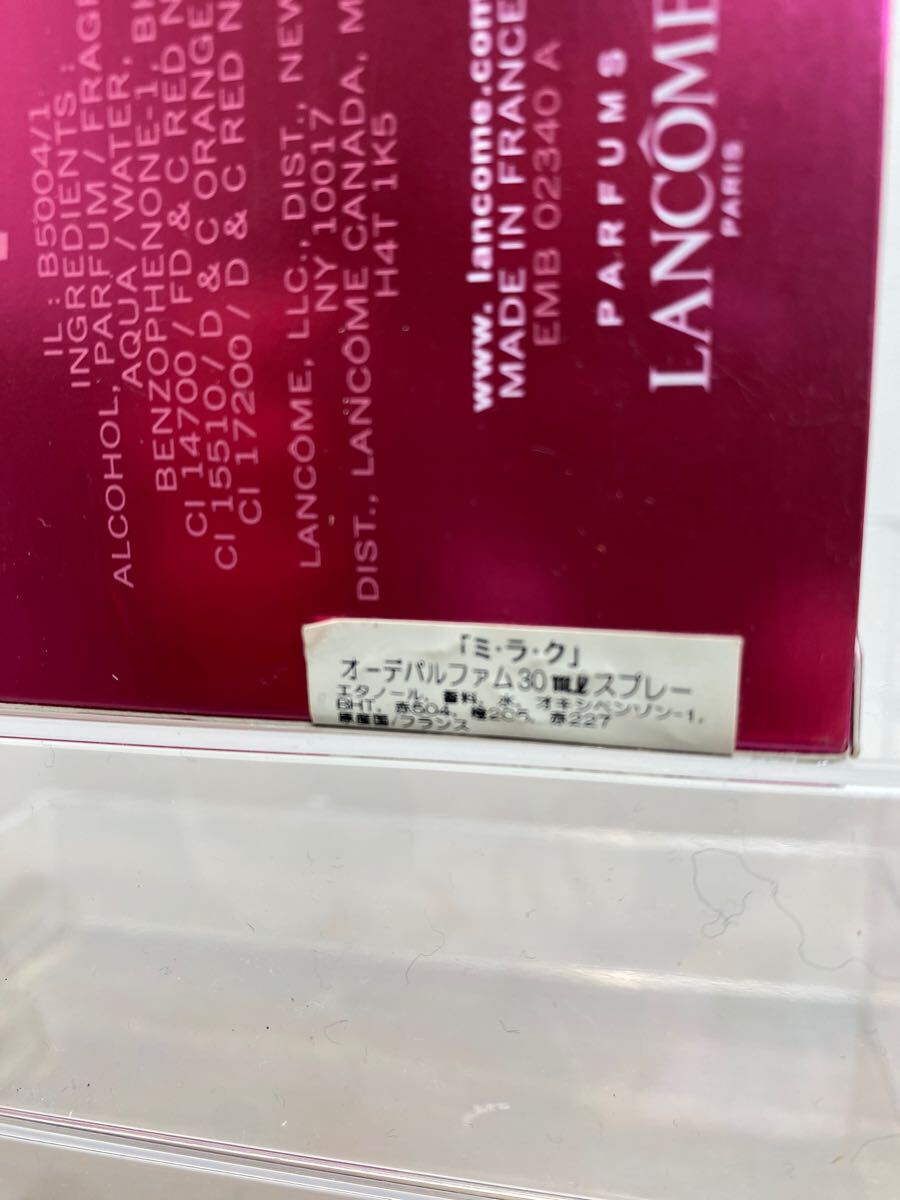 IL : B5004/1
INGREDIENTS :
ALCOHOL, PARFUM / FRAG
AQUA / WATER, BH
BENZOPHENONE-1, B
CI 14700 / FD & C RED N
CI 15510 / D & C ORANGE
CI 17200 / D & C RED N
LANCÔME, LLC., DIST., NEW
NY 10017
DIST., LANCÔME CANADA, M
H4T 1K5
www. lancome.com
MADE IN FRANCE
EMB 02340 A
PARFUMS
LANCÔME
PARIS
「ミ・ラ・ク」
オーデパルファム30mLスプレー
エタノール、香料、水、オキシベンゾン-1,
BHT, 赤504, 橙205, 赤227
原産国/フランス